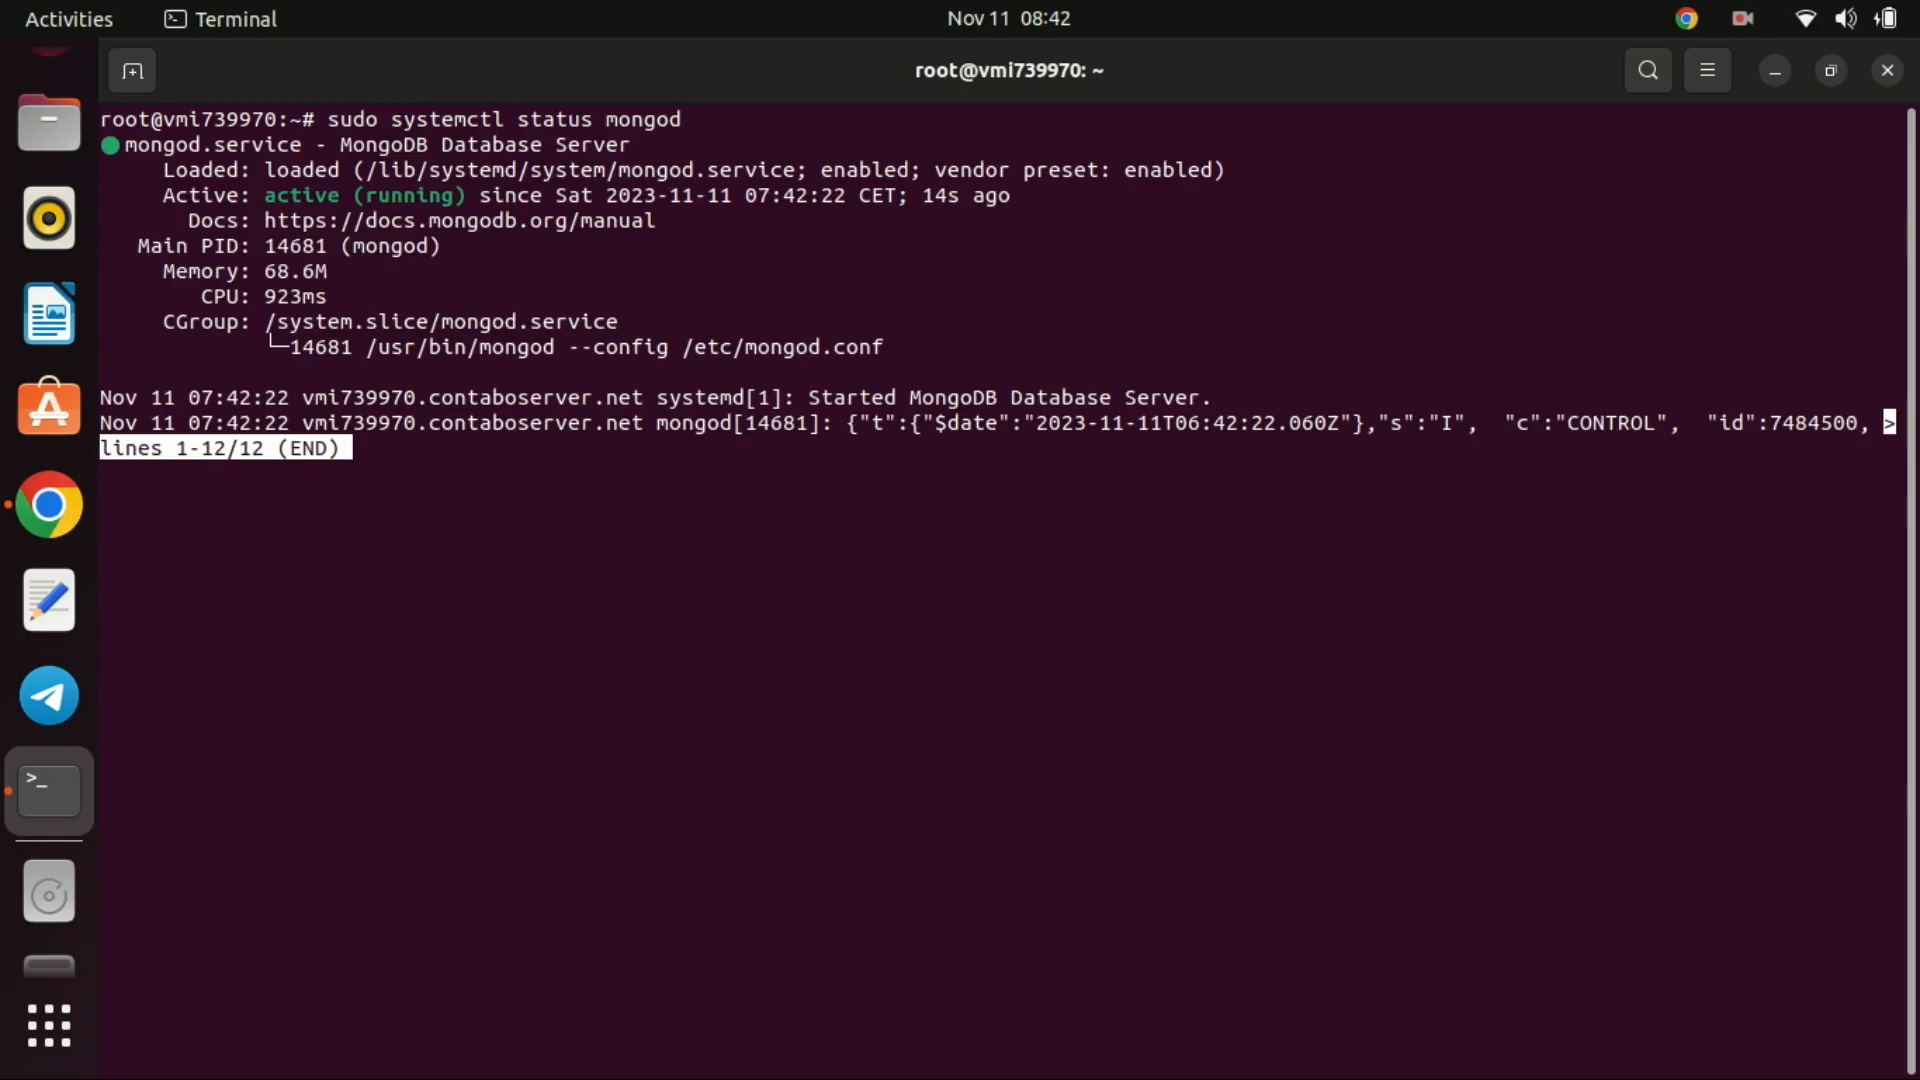 Activities Terminal Nov 11 08:42
root@vmi739970: ~
root@vmi739970:~# sudo systemctl status mongod
mongod.service - MongoDB Database Server
Loaded: loaded (/lib/systemd/system/mongod.service; enabled; vendor preset: enabled)
Active: active (running) since Sat 2023-11-11 07:42:22 CET; 14s ago
Docs: https://docs.mongodb.org/manual
Main PID: 14681 (mongod)
Memory: 68.6M
CPU: 923ms
CGroup: /system.slice/mongod.service
└─14681 /usr/bin/mongod --config /etc/mongod.conf
Nov 11 07:42:22 vmi739970.contaboserver.net systemd[1]: Started MongoDB Database Server.
Nov 11 07:42:22 vmi739970.contaboserver.net mongod[14681]: {"t":{"$date":"2023-11-11T06:42:22.060Z"},"s":"I", "c":"CONTROL", "id":7484500, >
lines 1-12/12 (END)